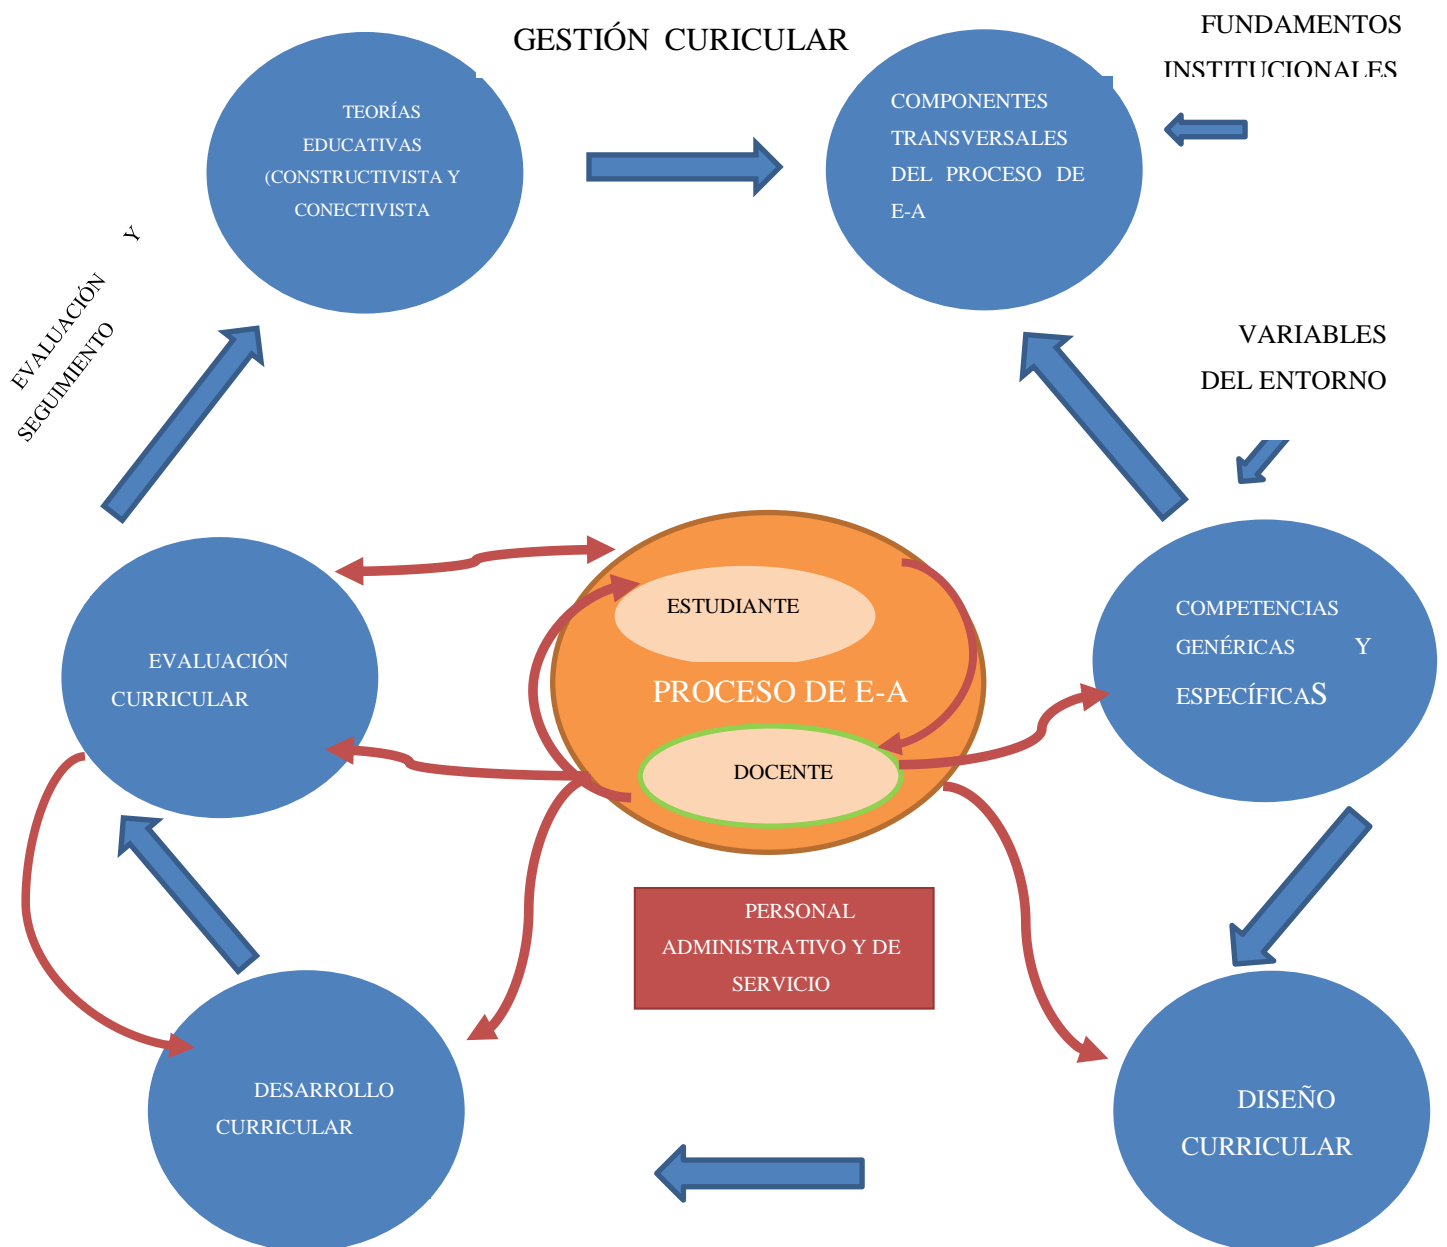 GESTIÓN CURICULAR
FUNDAMENTOS
INSTITUCIONALES
TEORÍAS
EDUCATIVAS
(CONSTRUCTIVISTA Y
CONECTIVISTA
COMPONENTES
TRANSVERSALES
DEL PROCESO DE
E-A
EVALUACIÓN Y
SEGUIMIENTO
VARIABLES
DEL ENTORNO
ESTUDIANTE
PROCESO DE E-A
DOCENTE
COMPETENCIAS
GENÉRICAS Y
ESPECÍFICAS
EVALUACIÓN
CURRICULAR
PERSONAL
ADMINISTRATIVO Y DE
SERVICIO
DESARROLLO
CURRICULAR
DISEÑO
CURRICULAR